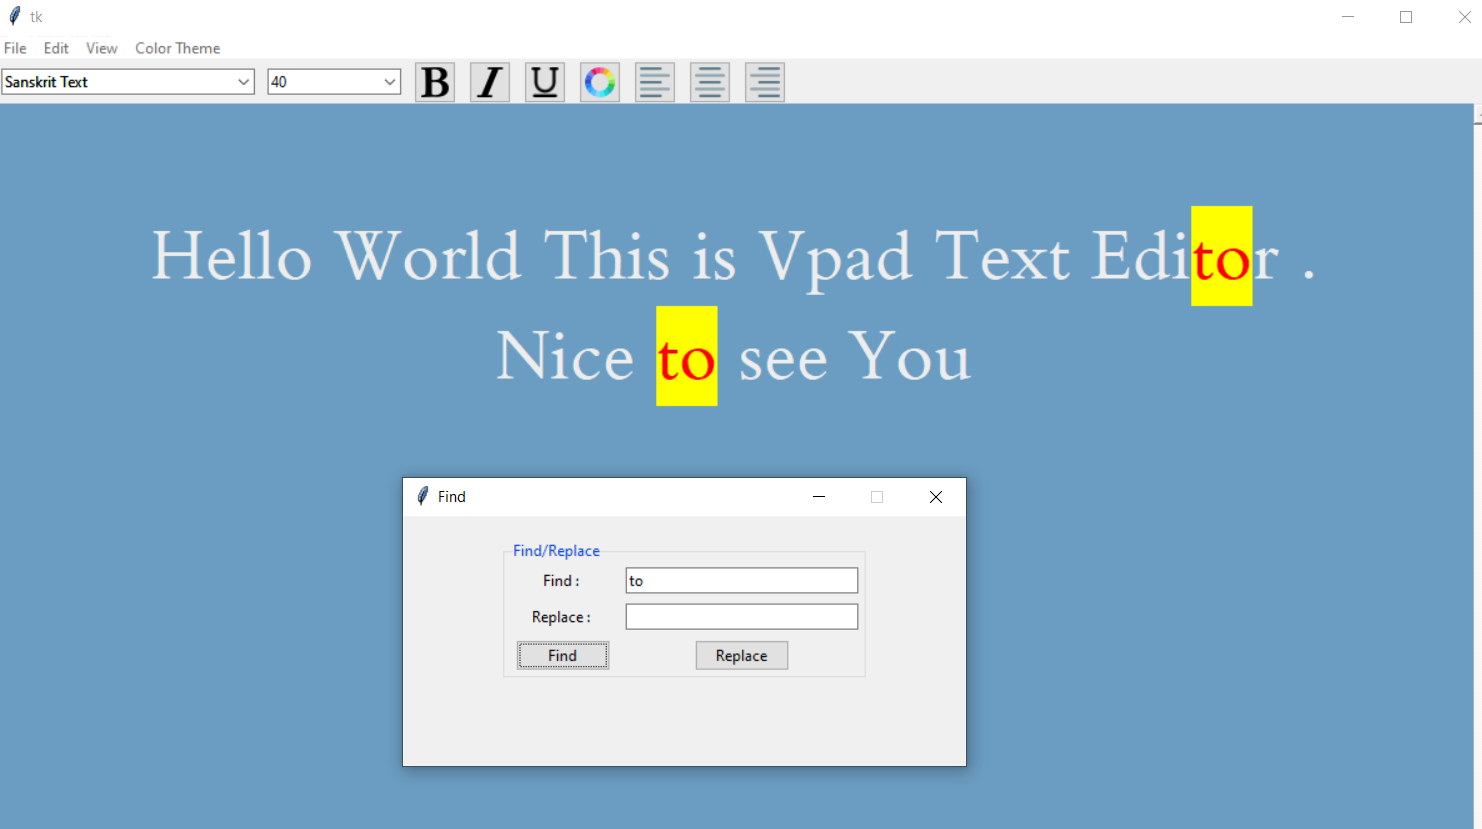 tk
File Edit View Color Theme
Sanskrit Text 40 B I U
Hello World This is Vpad Text Editor .
Nice to see You
Find
Find/Replace
Find : to
Replace :
Find Replace